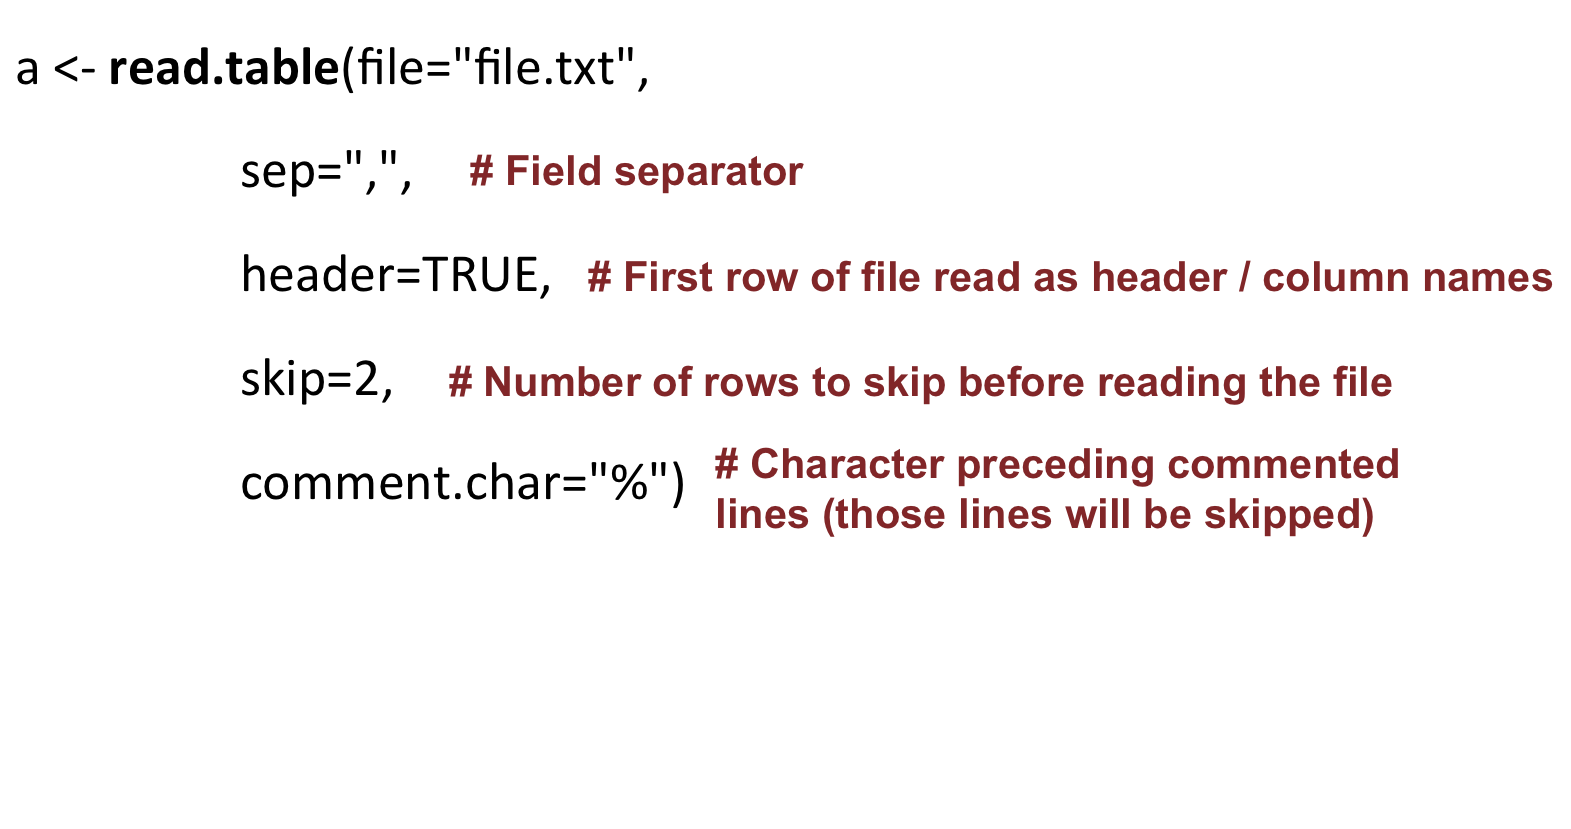 a <- read.table(file="file.txt",
sep=",", # Field separator
header=TRUE, # First row of file read as header / column names
skip=2, # Number of rows to skip before reading the file
comment.char="%") # Character preceding commented
lines (those lines will be skipped)